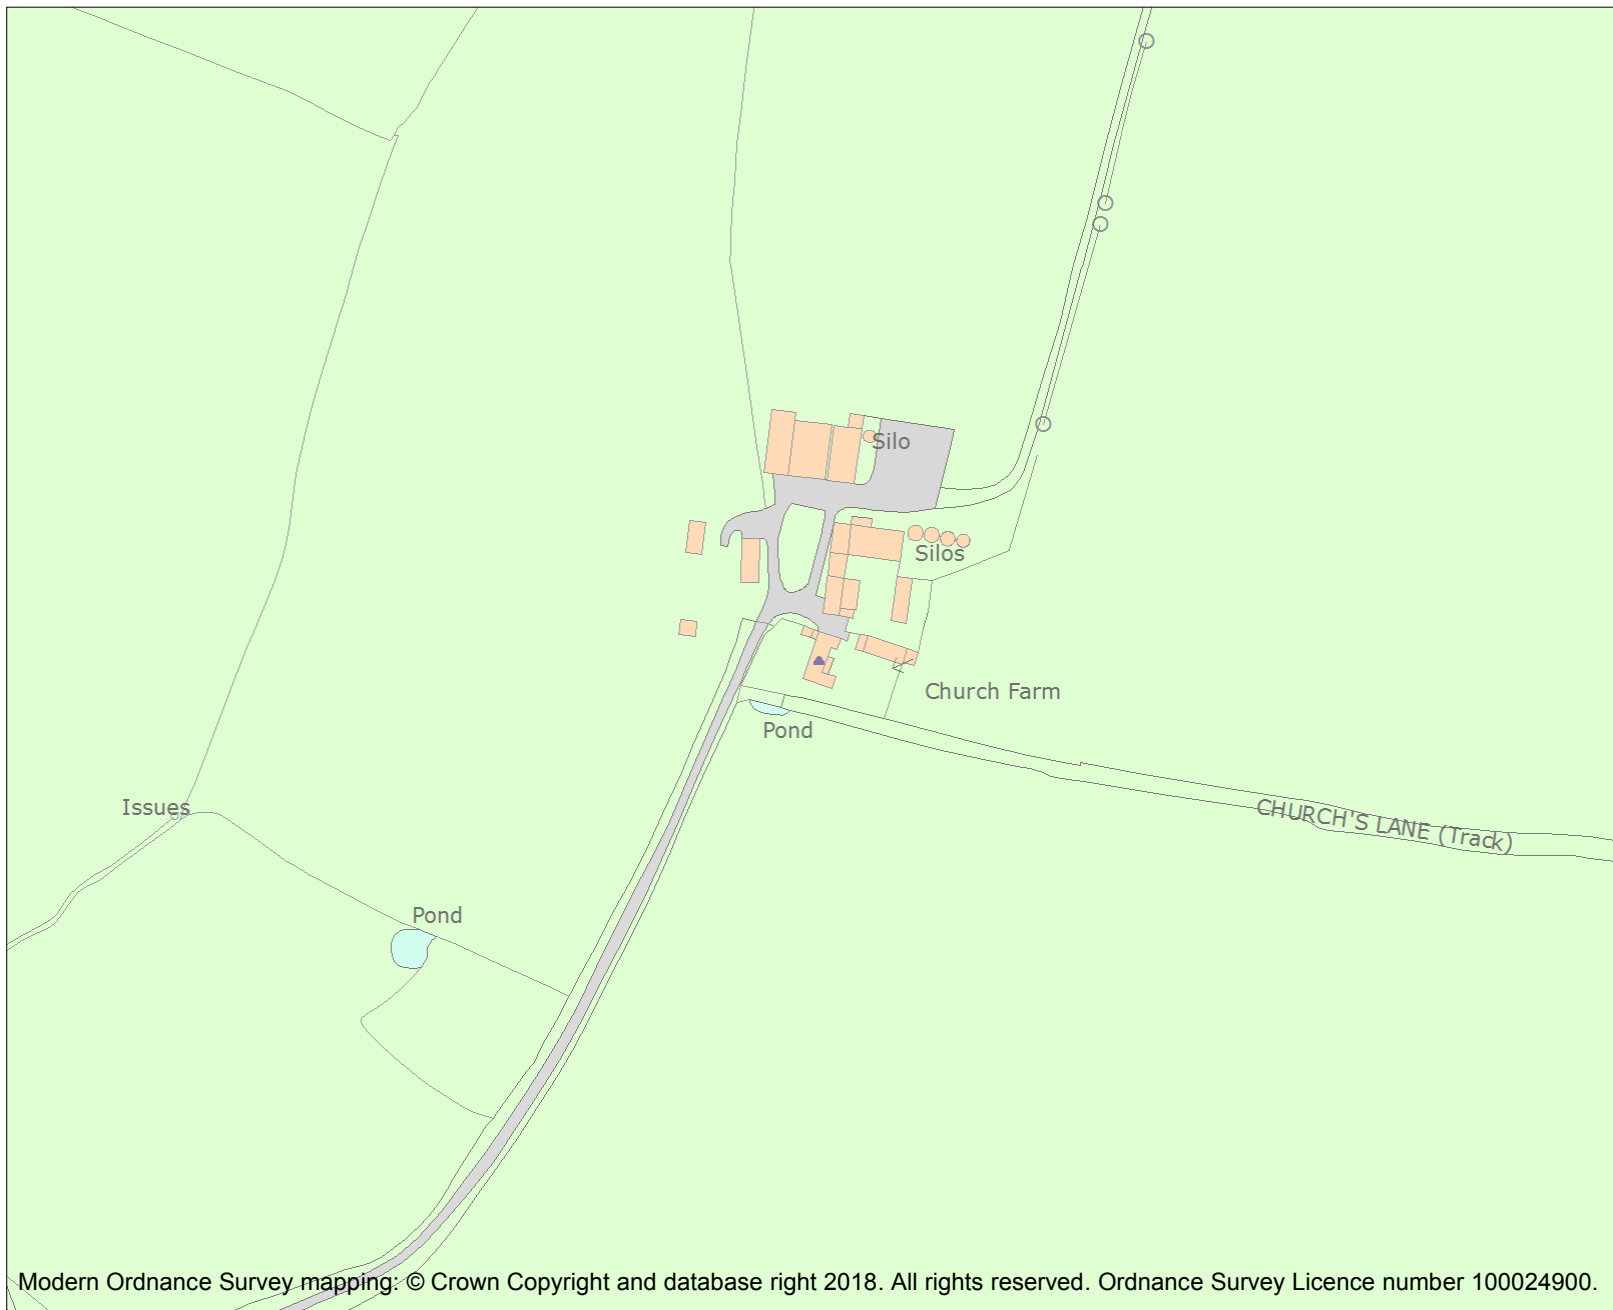 Silo
Silos
Church Farm
Pond
CHURCH'S LANE (Track)
Issues
Pond
Modern Ordnance Survey mapping: © Crown Copyright and database right 2018. All rights reserved. Ordnance Survey Licence number 100024900.